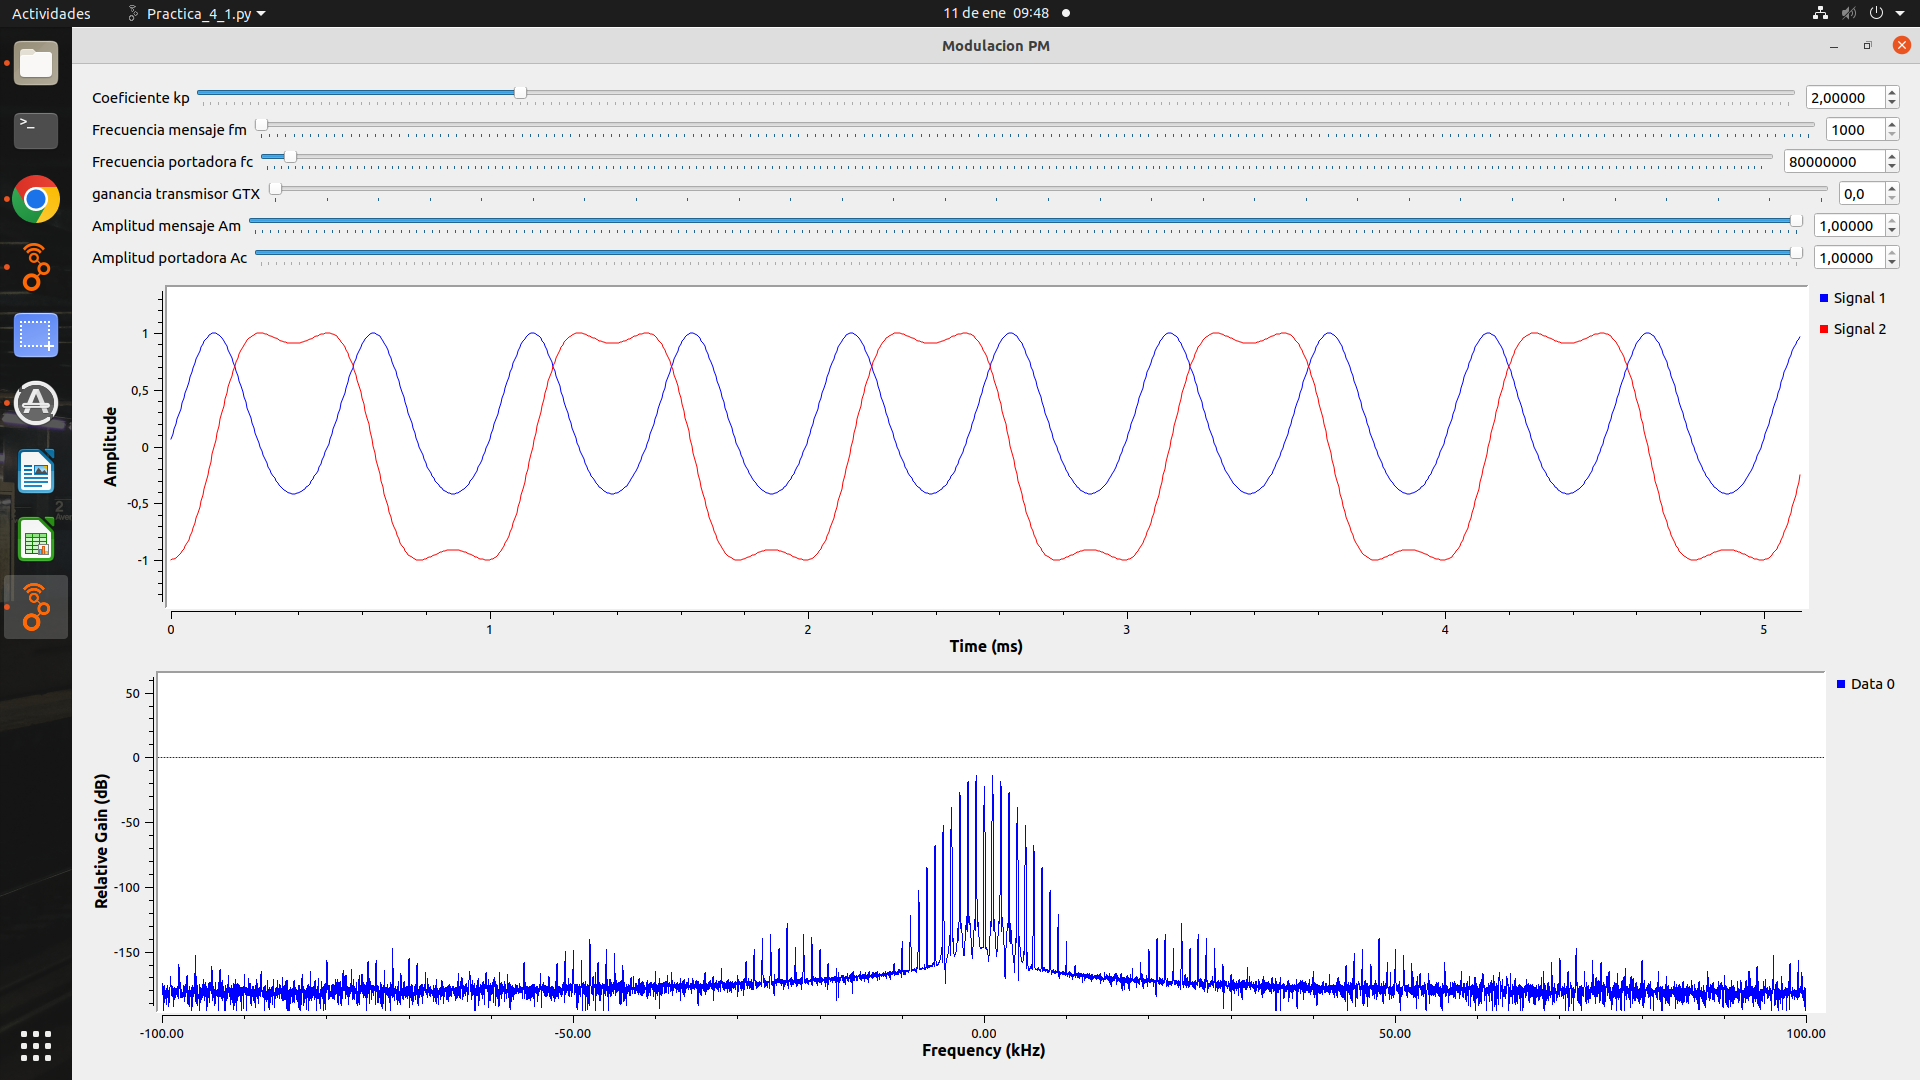 Actividades Practica_4_1.py 11 de ene 09:48
Modulacion PM
Coeficiente kp 2,00000
Frecuencia mensaje fm 1000
Frecuencia portadora fc 80000000
ganancia transmisor GTX 0,0
Amplitud mensaje Am 1,00000
Amplitud portadora Ac 1,00000
Signal 1
Signal 2
Amplitude
1
0,5
0
-0,5
-1
0 1 2 3 4 5
Time (ms)
Data 0
Relative Gain (dB)
50
0
-50
-100
-150
-100.00 -50.00 0.00 50.00 100.00
Frequency (kHz)